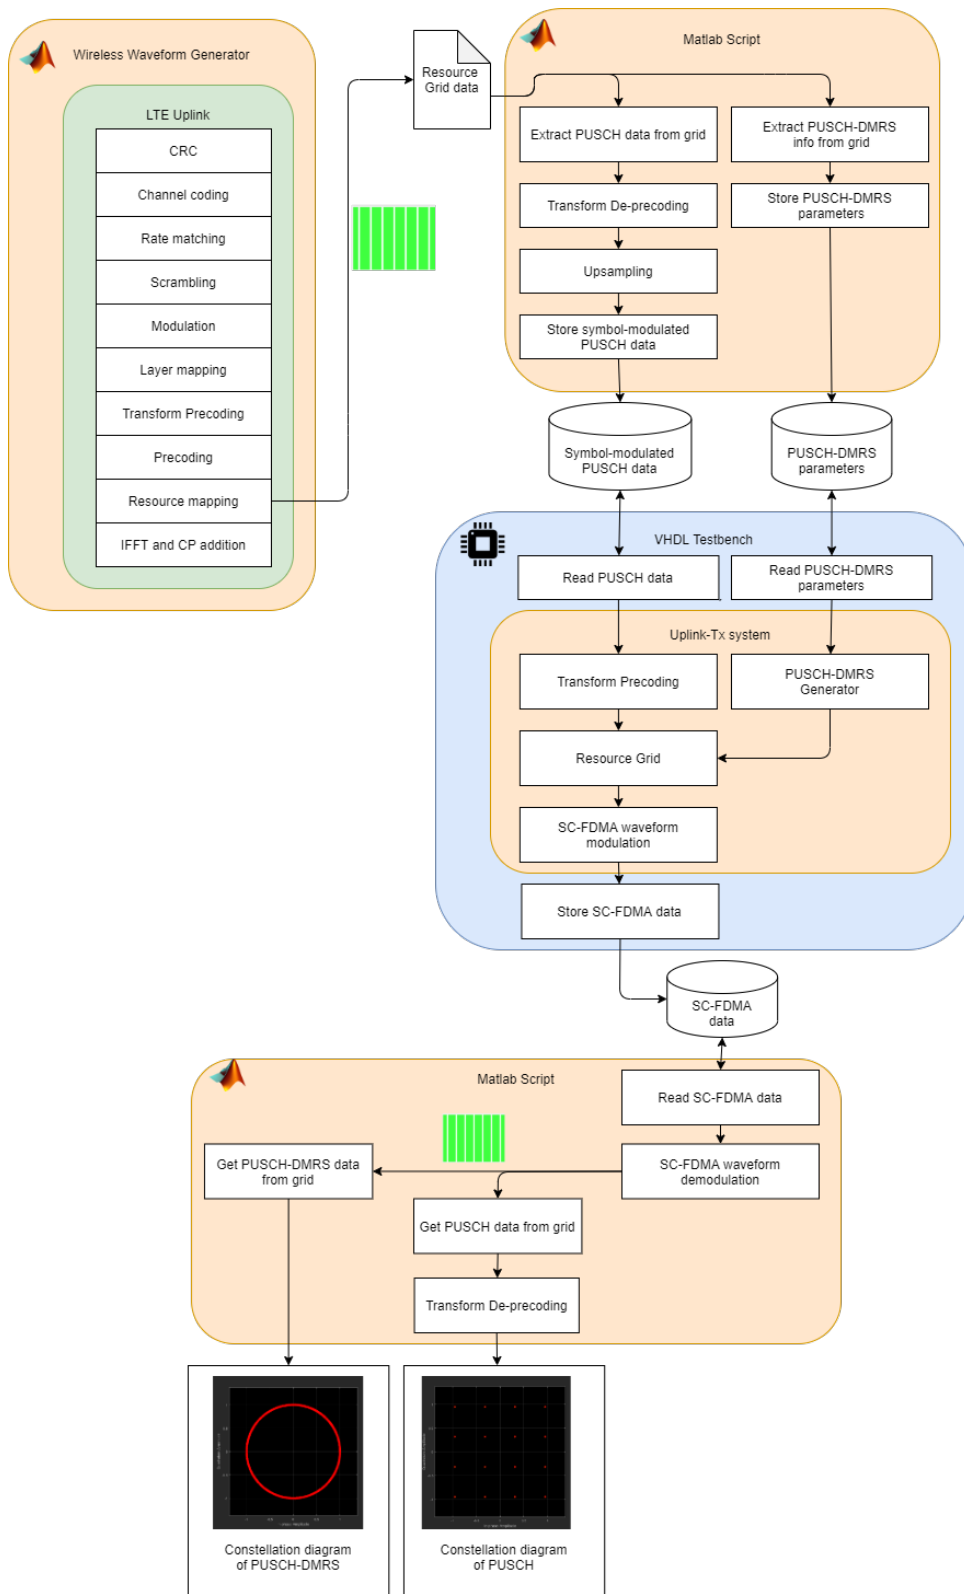 Wireless Waveform Generator
LTE Uplink
CRC
Channel coding
Rate matching
Scrambling
Modulation
Layer mapping
Transform Precoding
Precoding
Resource mapping
IFFT and CP addition
Resource
Grid data
Matlab Script
Extract PUSCH data from grid
Transform De-precoding
Upsampling
Store symbol-modulated
PUSCH data
Extract PUSCH-DMRS
info from grid
Store PUSCH-DMRS
parameters
Symbol-modulated
PUSCH data
PUSCH-DMRS
parameters
VHDL Testbench
Read PUSCH data
Read PUSCH-DMRS
parameters
Uplink-Tx system
Transform Precoding
PUSCH-DMRS
Generator
Resource Grid
SC-FDMA waveform
modulation
Store SC-FDMA data
SC-FDMA
data
Matlab Script
Read SC-FDMA data
SC-FDMA waveform
demodulation
Get PUSCH-DMRS data
from grid
Get PUSCH data from grid
Transform De-precoding
Constellation diagram
of PUSCH-DMRS
Constellation diagram
of PUSCH